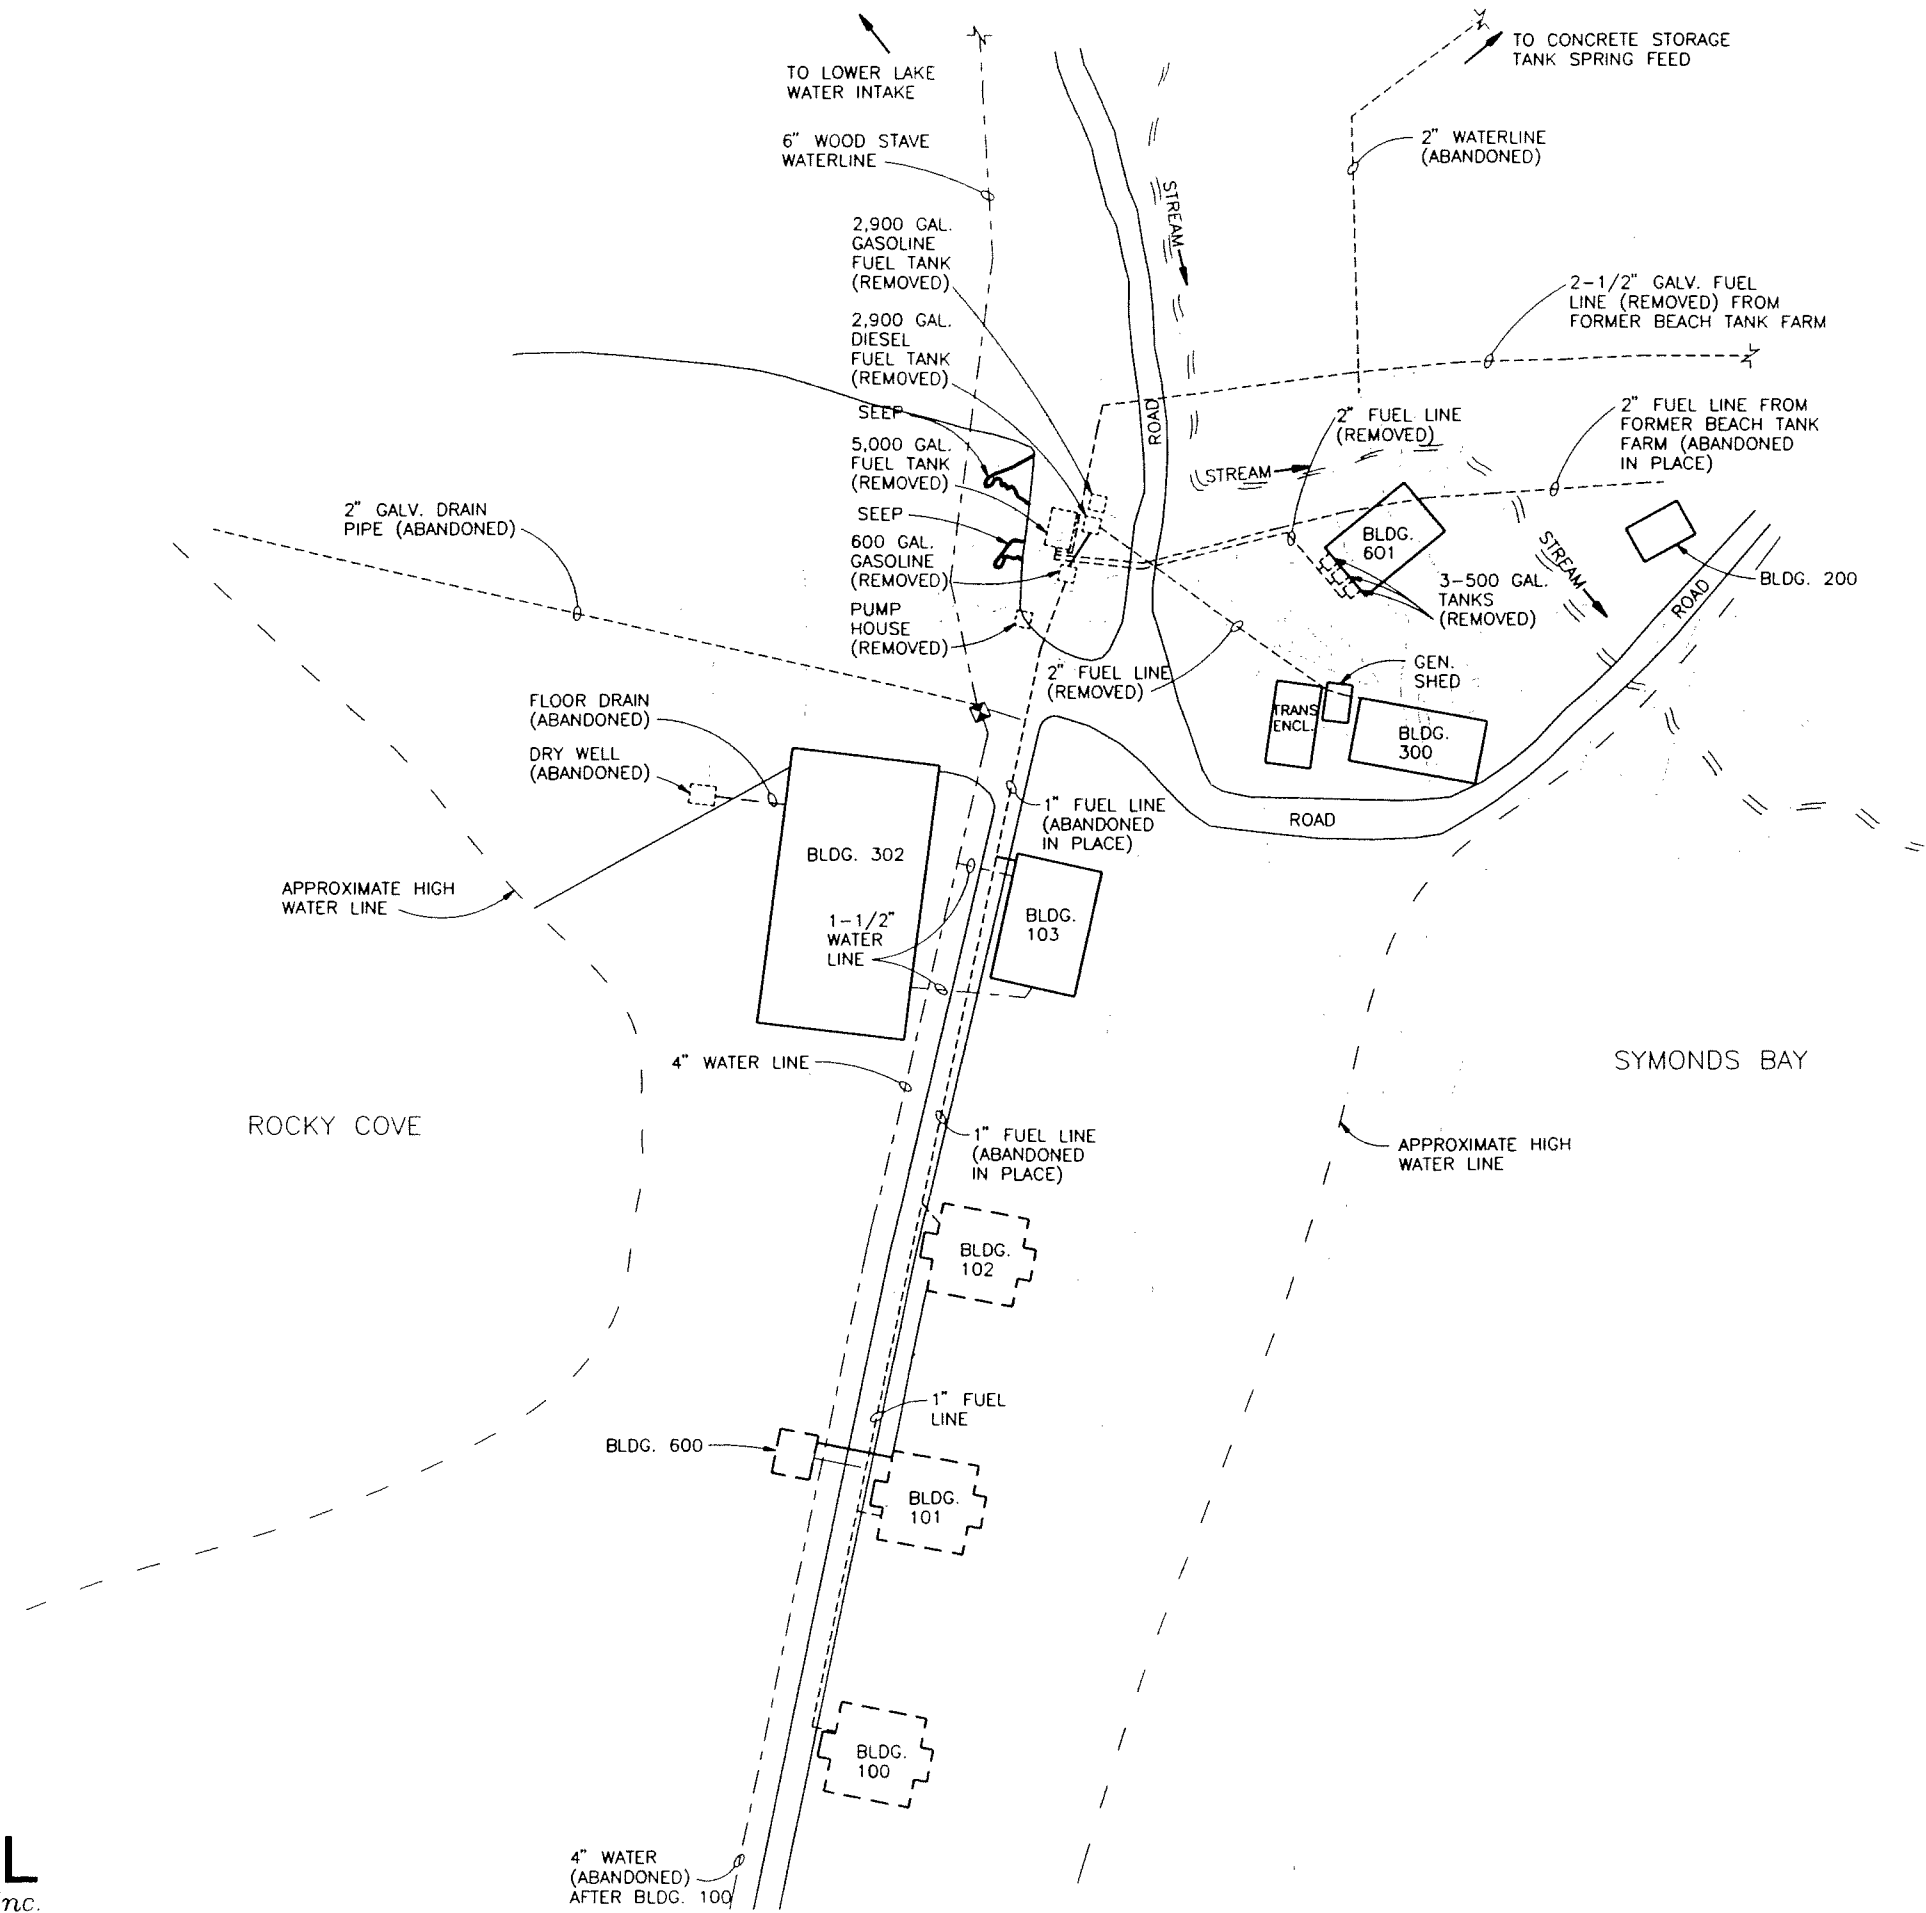 TO LOWER LAKE
WATER INTAKE
TO CONCRETE STORAGE
TANK SPRING FEED
6" WOOD STAVE
WATERLINE
2" WATERLINE
(ABANDONED)
STREAM
2,900 GAL.
GASOLINE
FUEL TANK
(REMOVED)
2-1/2" GALV. FUEL
LINE (REMOVED) FROM
FORMER BEACH TANK FARM
2,900 GAL.
DIESEL
FUEL TANK
(REMOVED)
SEEP
ROAD
2" FUEL LINE
(REMOVED)
2" FUEL LINE FROM
FORMER BEACH TANK
FARM (ABANDONED
IN PLACE)
5,000 GAL.
FUEL TANK
(REMOVED)
STREAM
2" GALV. DRAIN
PIPE (ABANDONED)
SEEP
600 GAL.
GASOLINE
(REMOVED)
BLDG.
601
STREAM
3-500 GAL.
TANKS
(REMOVED)
BLDG. 200
ROAD
PUMP
HOUSE
(REMOVED)
2" FUEL LINE
(REMOVED)
GEN.
SHED
FLOOR DRAIN
(ABANDONED)
TRANS
ENCL.
BLDG.
300
DRY WELL
(ABANDONED)
1" FUEL LINE
(ABANDONED
IN PLACE)
ROAD
BLDG. 302
APPROXIMATE HIGH
WATER LINE
1-1/2"
WATER
LINE
BLDG.
103
4" WATER LINE
SYMONDS BAY
ROCKY COVE
1" FUEL LINE
(ABANDONED
IN PLACE)
APPROXIMATE HIGH
WATER LINE
BLDG.
102
1" FUEL
LINE
BLDG. 600
BLDG.
101
BLDG.
100
4" WATER
(ABANDONED)
AFTER BLDG. 100
L
nc.